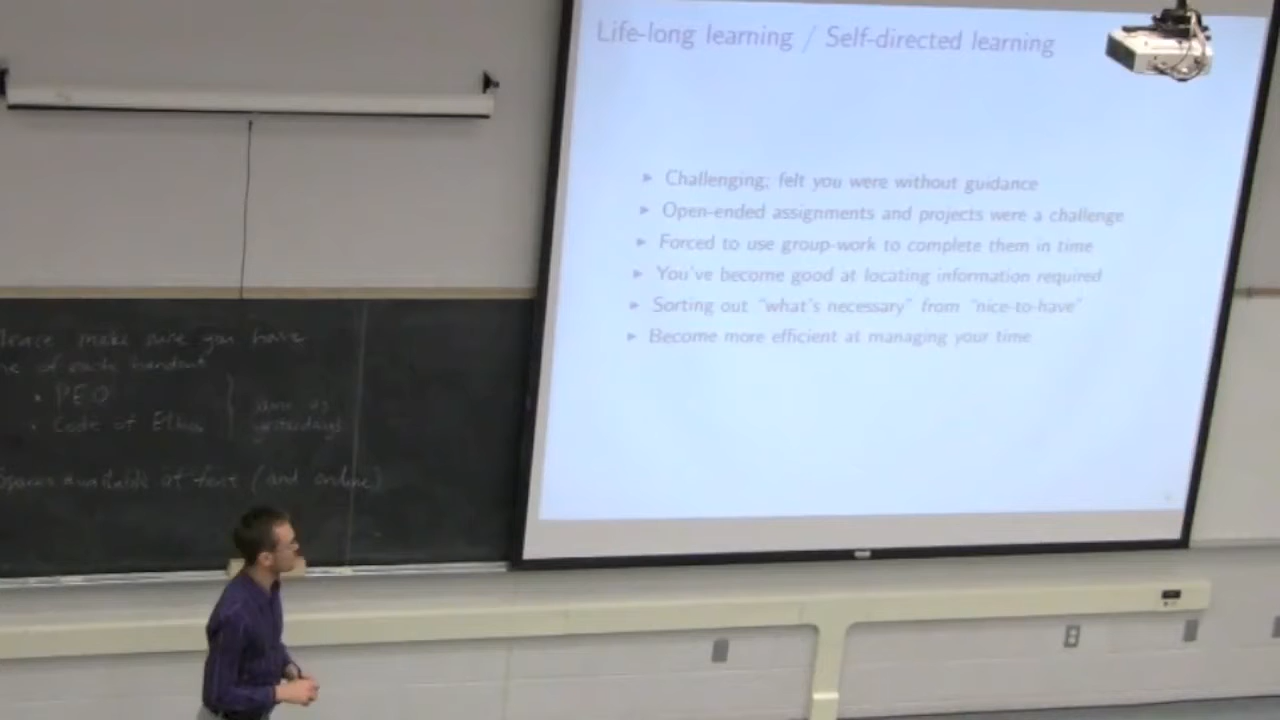 Life-long learning / Self-directed learning
► Challenging; felt you were without guidance
► Open-ended assignments and projects were a challenge
► Forced to use group-work to complete them in time
► You've become good at locating information required
► Sorting out "what's necessary" from "nice-to-have"
► Become more efficient at managing your time
make sure you have
of each handout
• PEO
• Code of Ethics
yesterday
available at front (and online)